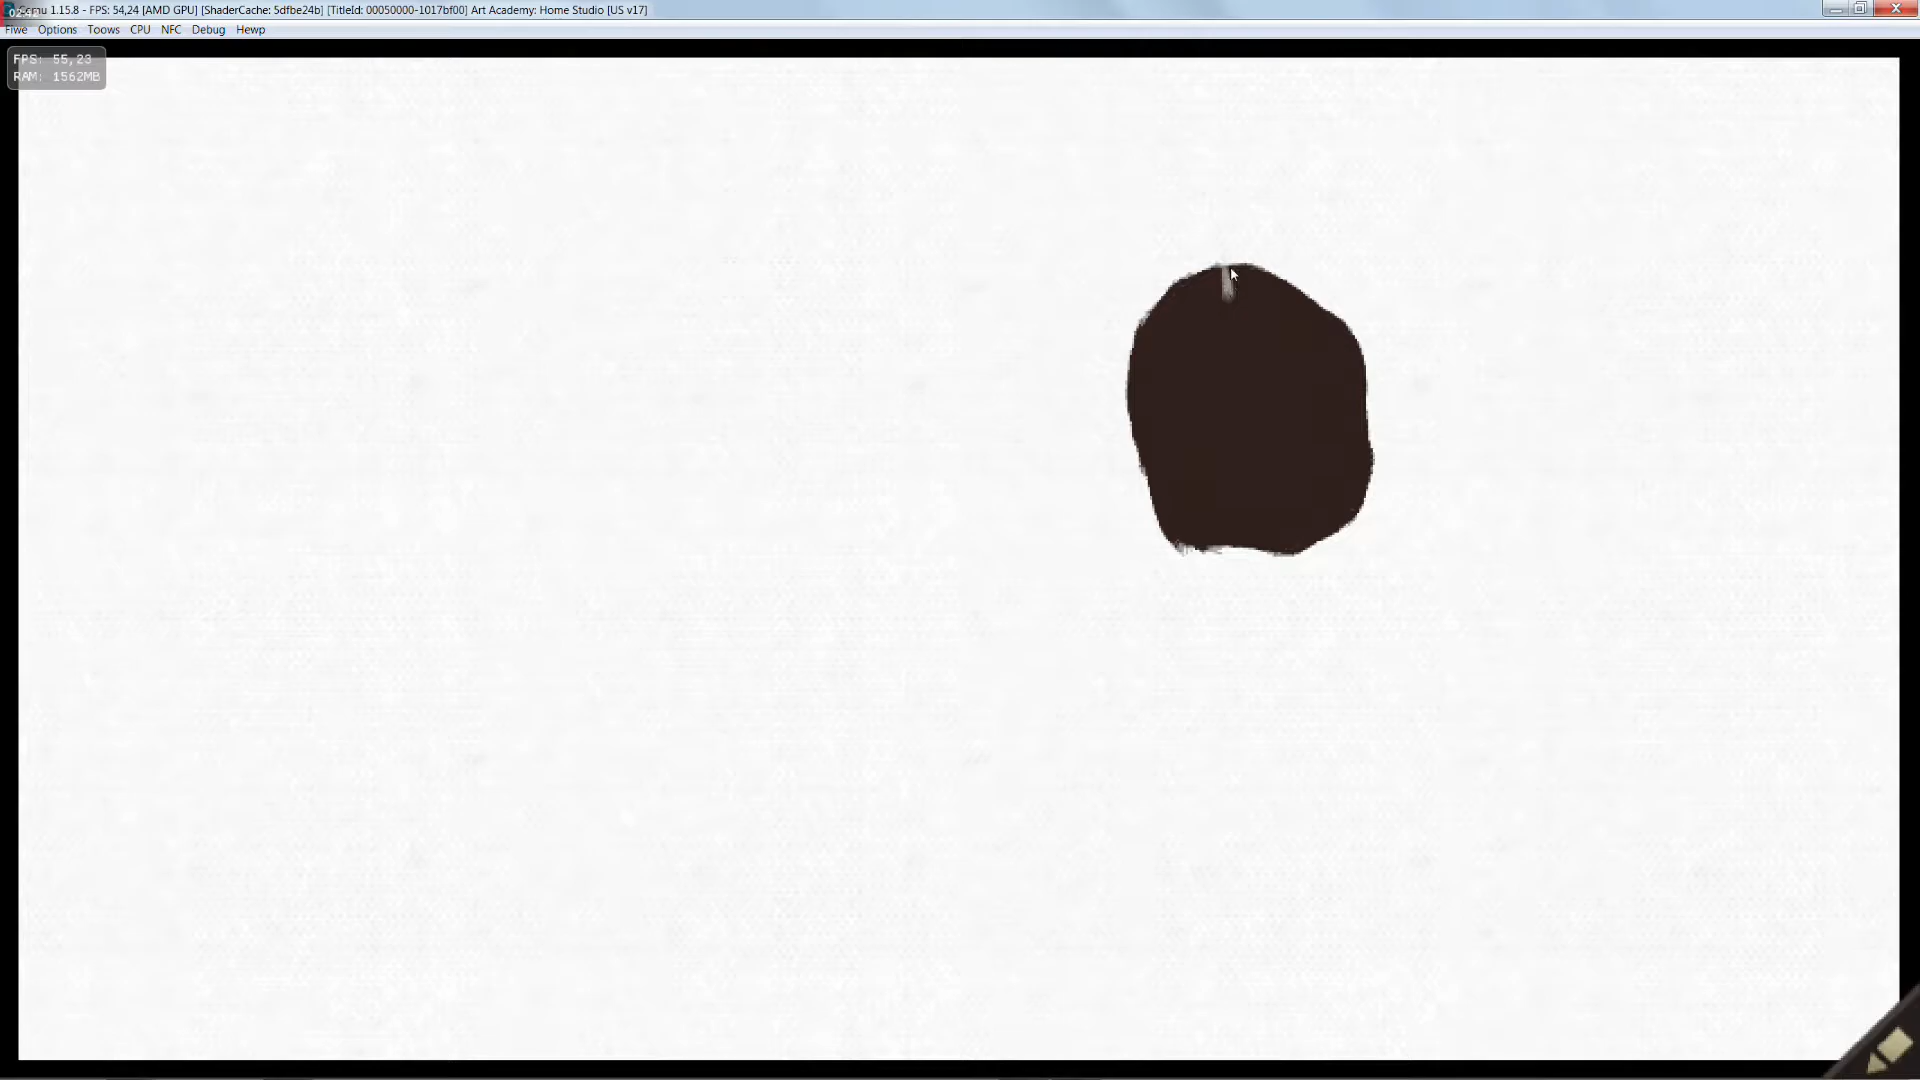 Cemu 1.15.8 - FPS: 54,24 [AMD GPU] [ShaderCache: 5dfbe24b] [TitleId: 00050000-1017bf00] Art Academy: Home Studio [US v17]
Fiwe Options Toows CPU NFC Debug Hewp
FPS: 55,23
RAM: 1562MB